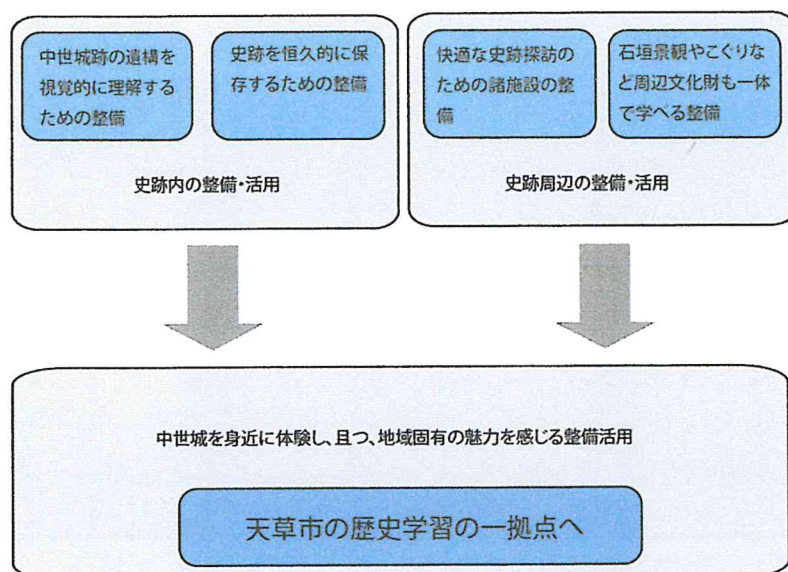 中世城跡の遺構を
視覚的に理解する
ための整備
史跡を恒久的に保
存するための整備
史跡内の整備・活用
快適な史跡探訪の
ための諸施設の整
備
石垣景観やこぐりな
ど周辺文化財も一体
で学べる整備
史跡周辺の整備・活用
中世城を身近に体験し、且つ、地域固有の魅力を感じる整備活用
天草市の歴史学習の一拠点へ